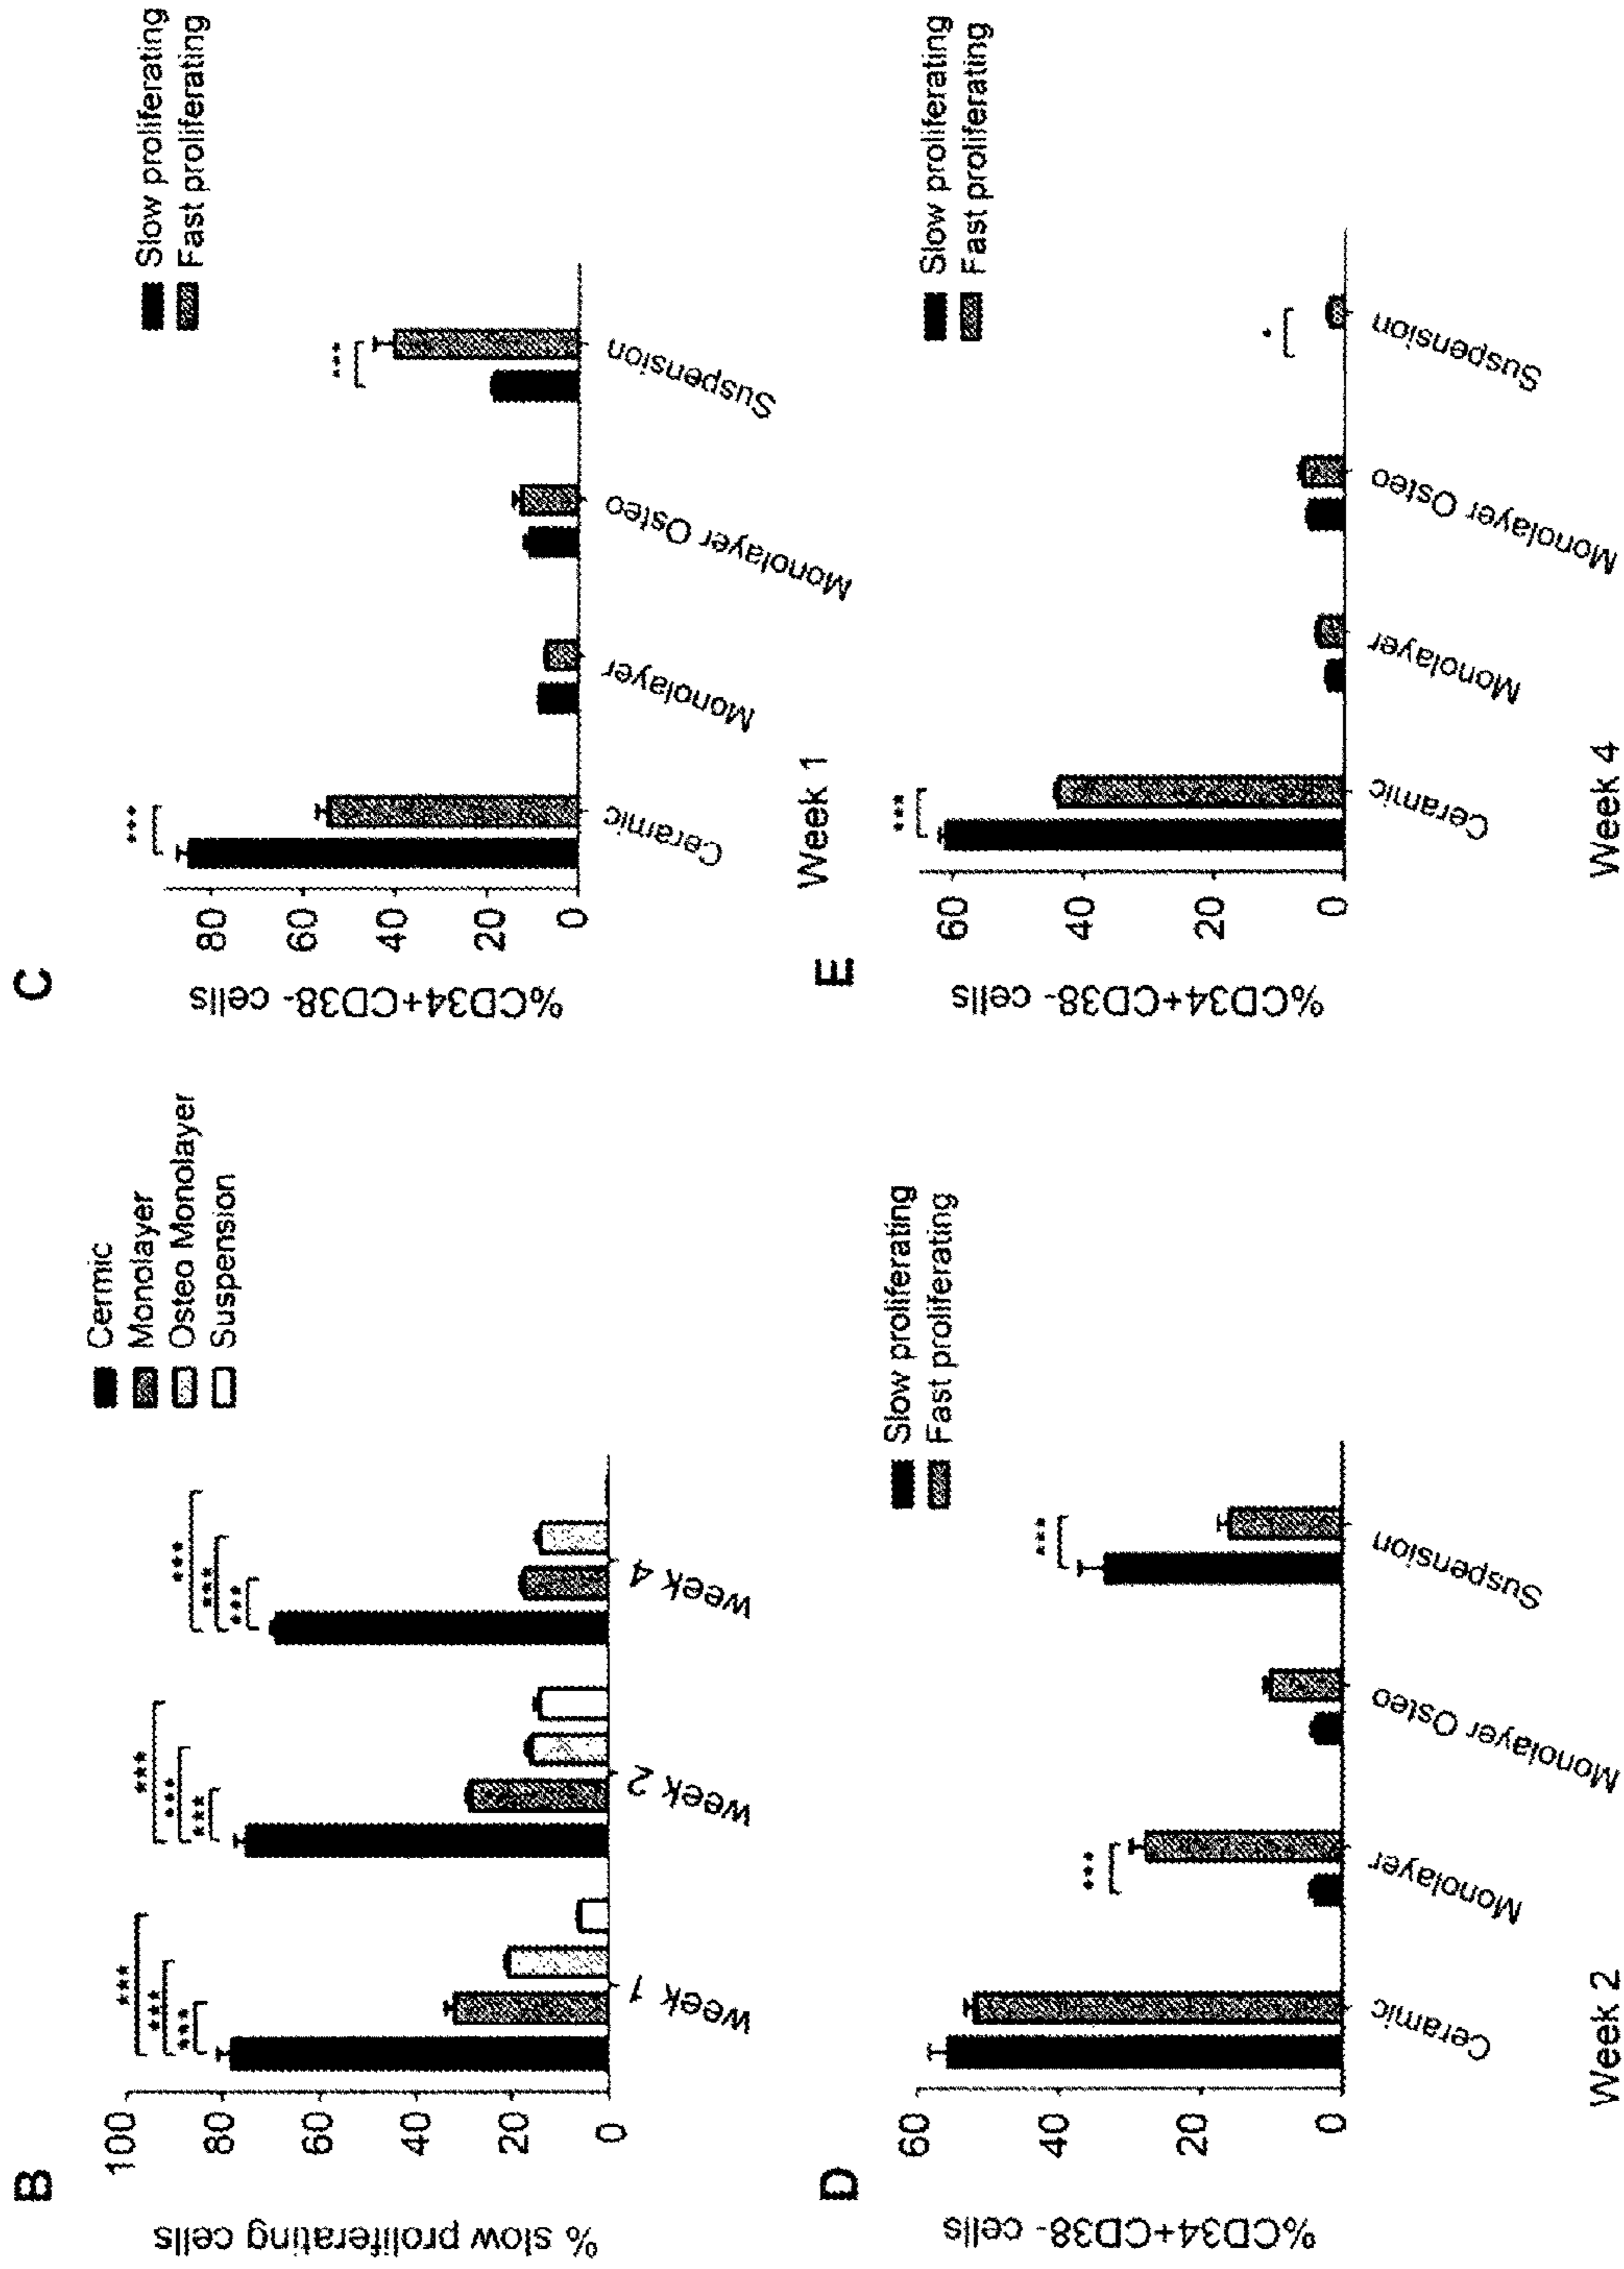 B
% slow proliferating cells
100
80
60
40
20
0
***
***
***
***
***
***
***
***
***
week 1
week 2
week 4
Cermic
Monolayer
Osteo Monolayer
Suspension
C
%CD34+CD38- cells
80
60
40
20
0
***
***
Ceramic
Monolayer
Monolayer Osteo
Suspension
Slow proliferating
Fast proliferating
Week 1
D
%CD34+CD38- cells
60
40
20
0
***
***
Ceramic
Monolayer
Monolayer Osteo
Suspension
Slow proliferating
Fast proliferating
Week 2
E
%CD34+CD38- cells
60
40
20
0
***
*
Ceramic
Monolayer
Monolayer Osteo
Suspension
Slow proliferating
Fast proliferating
Week 4